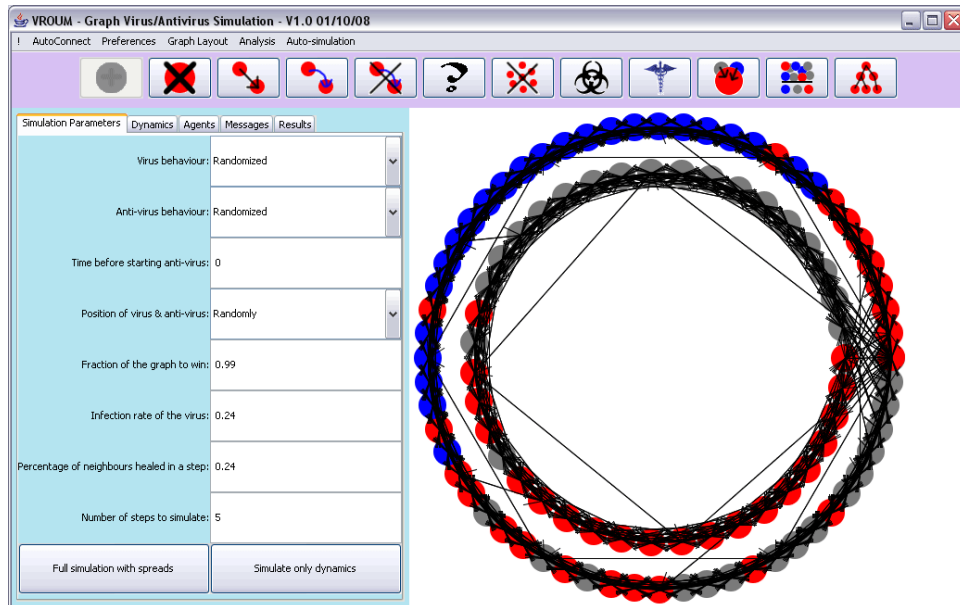 VROUM - Graph Virus/Antivirus Simulation - V1.0 01/10/08
! AutoConnect Preferences Graph Layout Analysis Auto-simulation
Simulation Parameters Dynamics Agents Messages Results
Virus behaviour: Randomized
Anti-virus behaviour: Randomized
Time before starting anti-virus: 0
Position of virus & anti-virus: Randomly
Fraction of the graph to win: 0.99
Infection rate of the virus: 0.24
Percentage of neighbours healed in a step: 0.24
Number of steps to simulate: 5
Full simulation with spreads Simulate only dynamics